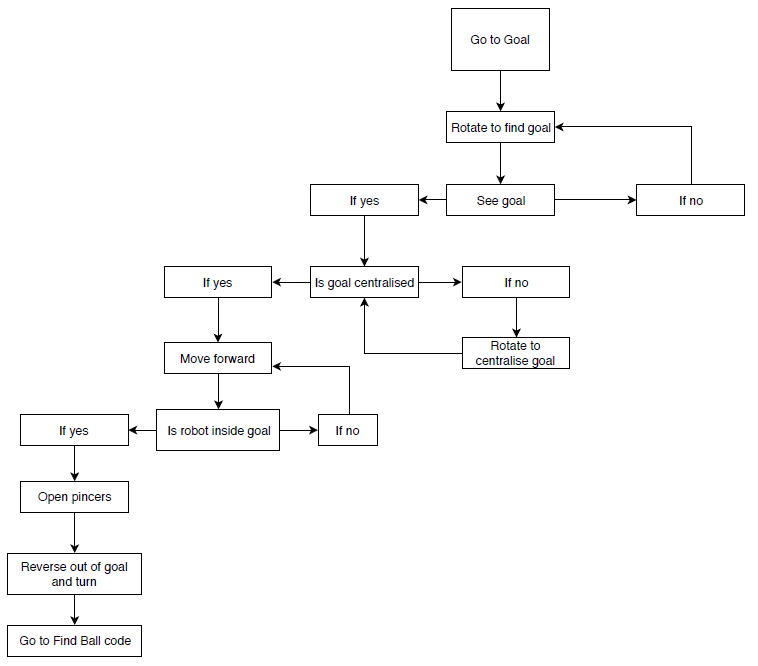 Go to Goal
Rotate to find goal
If yes
See goal
If no
If yes
Is goal centralised
If no
Rotate to
centralise goal
Move forward
If yes
Is robot inside goal
If no
Open pincers
Reverse out of goal
and turn
Go to Find Ball code